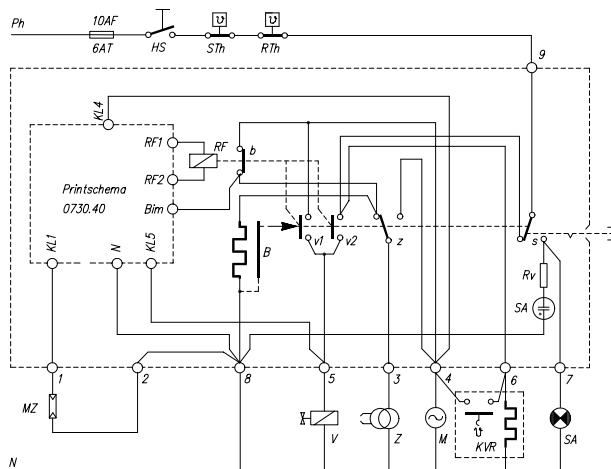 Ph
10AF
6AT
HS
STh
RTh
9
KL4
RF1
RF
b
RF2
Printschema
0730.40
Bim
KL1
N
KL5
B
v1
v2
z
s
Rv
SA
1
2
8
5
3
4
6
7
MZ
V
Z
M
KVR
SA
N